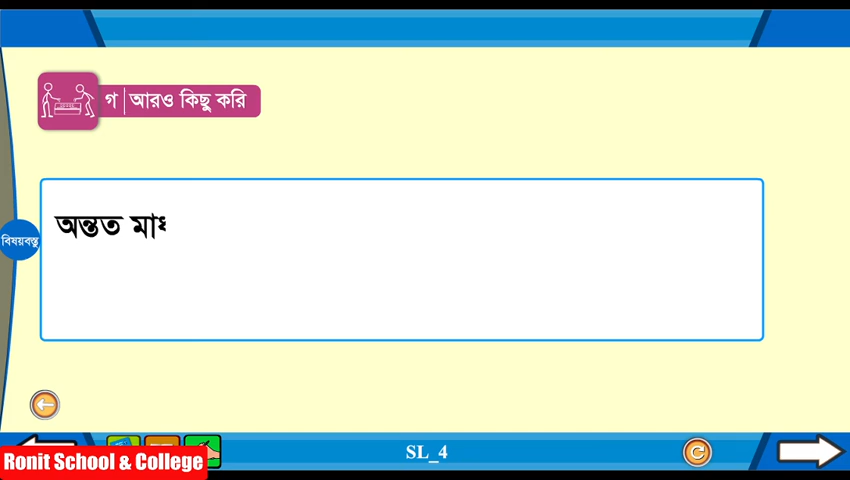 গ আরও কিছু করি
অন্তত
বিষয়বস্তু
SL_4
Ronit School & College